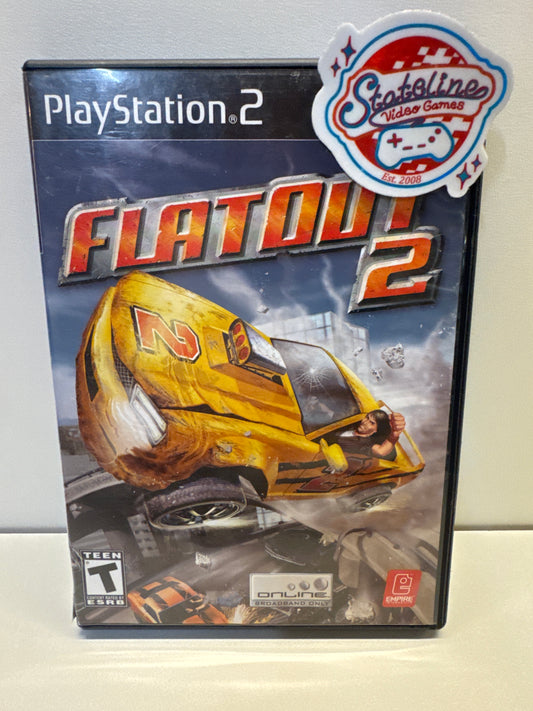 Stateline
Video Games
Est. 2008
PlayStation®2
FLATOUT
2
2
TEEN
T
CONTENT RATED BY
ESRB
ONLINE
BROADBAND ONLY
EMPIRE